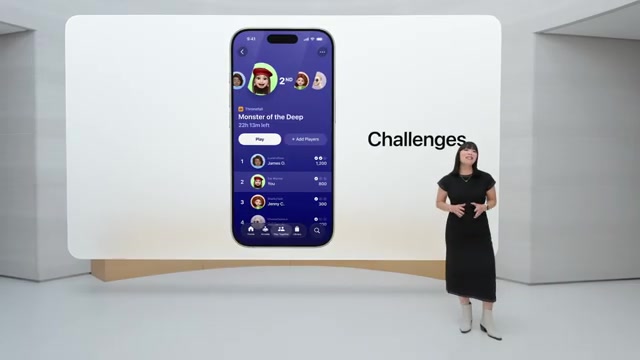 9:41
2ND
Monster of the Deep
22h 13m left
Play
+ Add Players
Challenges
1
James O.
1,200
2
You
800
3
Jenny C.
300
4